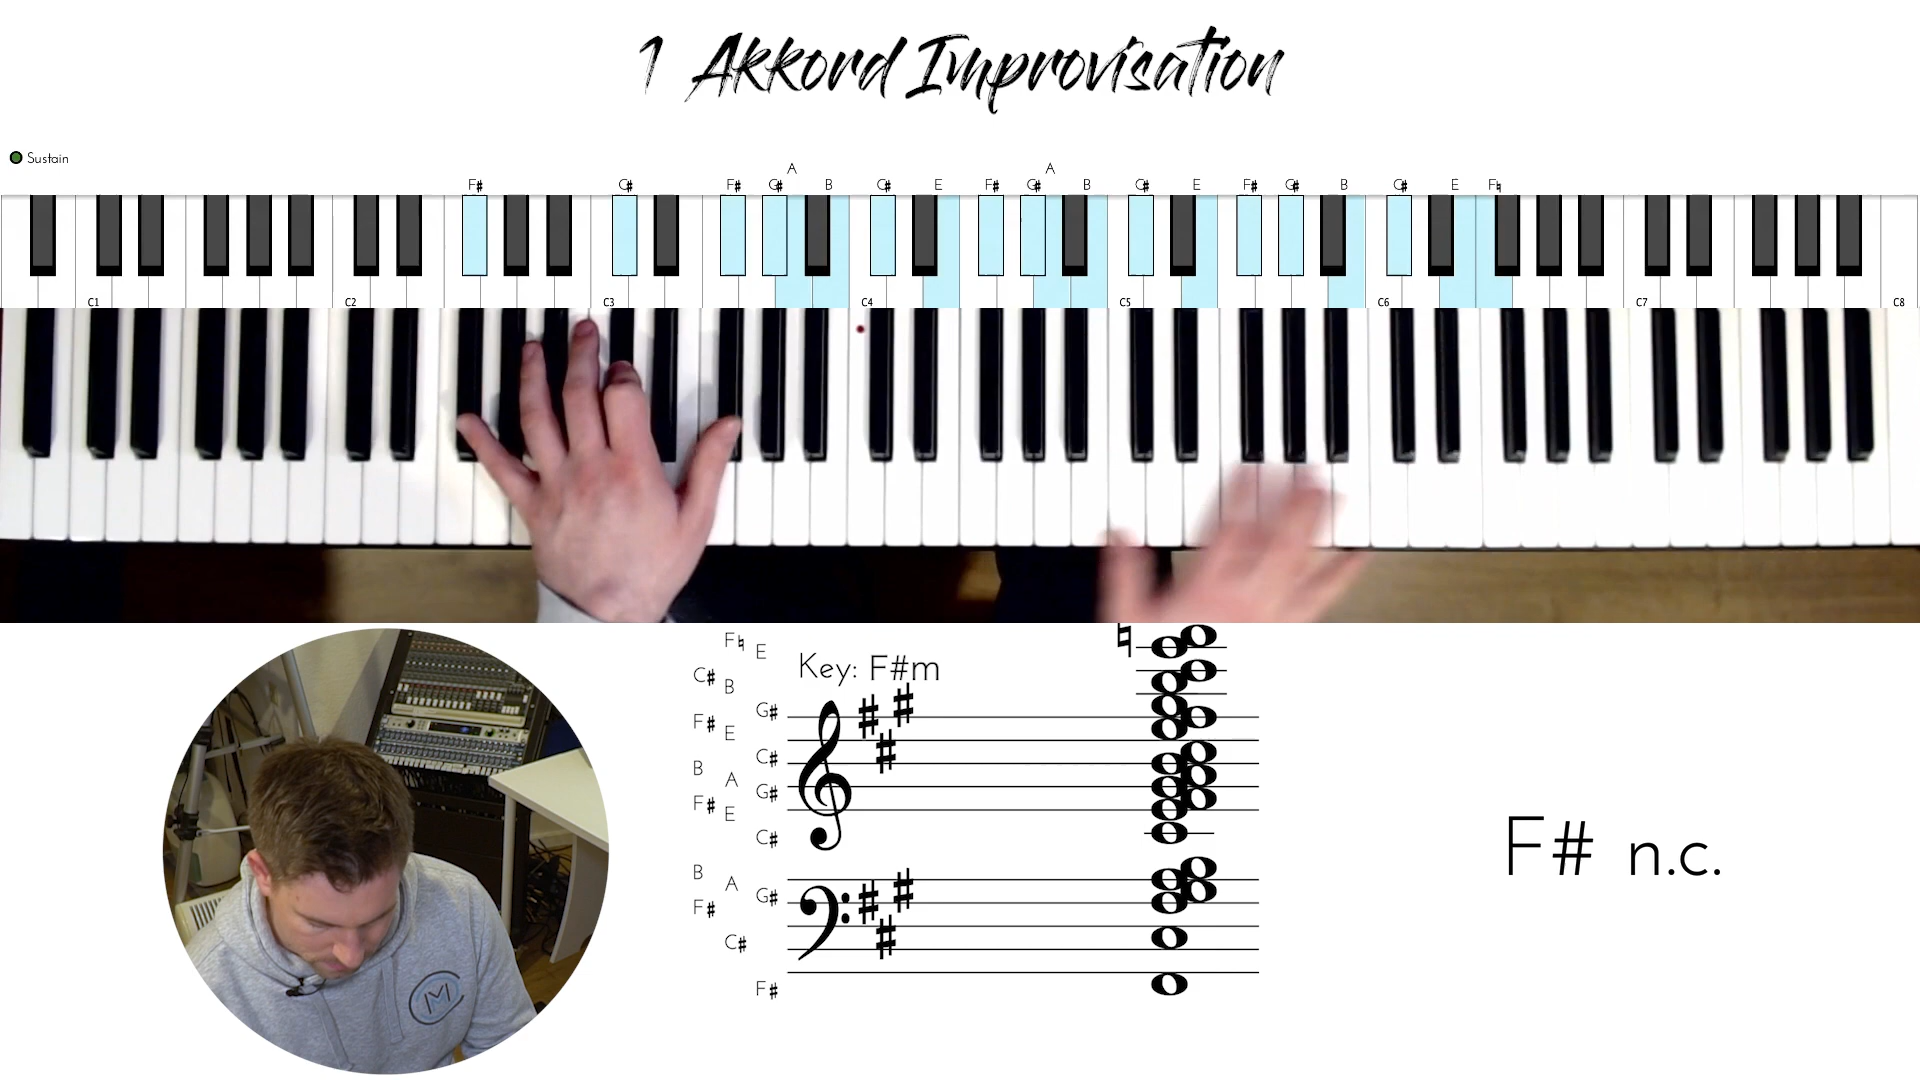 1 Akkord Improvisation
Sustain
A A
F# C# F# G# B C# E F# G# B C# E F# G# B C# E F♮
C1 C2 C3 C4 C5 C6 C7 C8
F♮ E
Key: F#m
C# B
G#
F# E
C#
B A
G#
F# E
C#
B A
G#
F#
C#
F#
F# n.c.
M